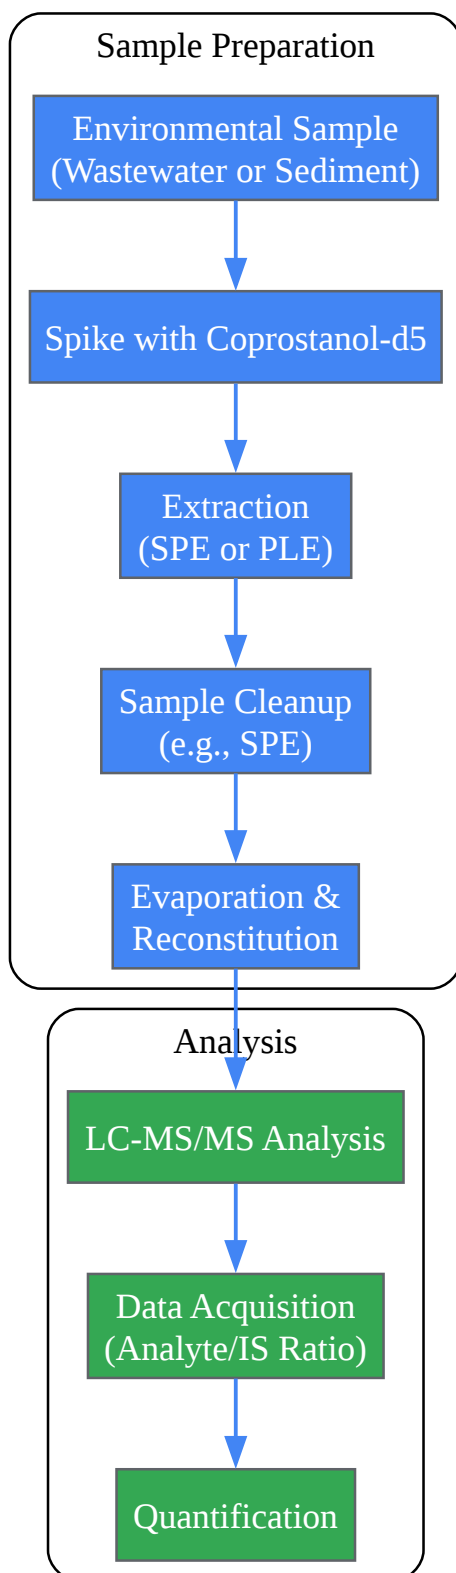 Sample Preparation
Environmental Sample
(Wastewater or Sediment)
Spike with Coprostanol-d5
Extraction
(SPE or PLE)
Sample Cleanup
(e.g., SPE)
Evaporation &
Reconstitution
Analysis
LC-MS/MS Analysis
Data Acquisition
(Analyte/IS Ratio)
Quantification